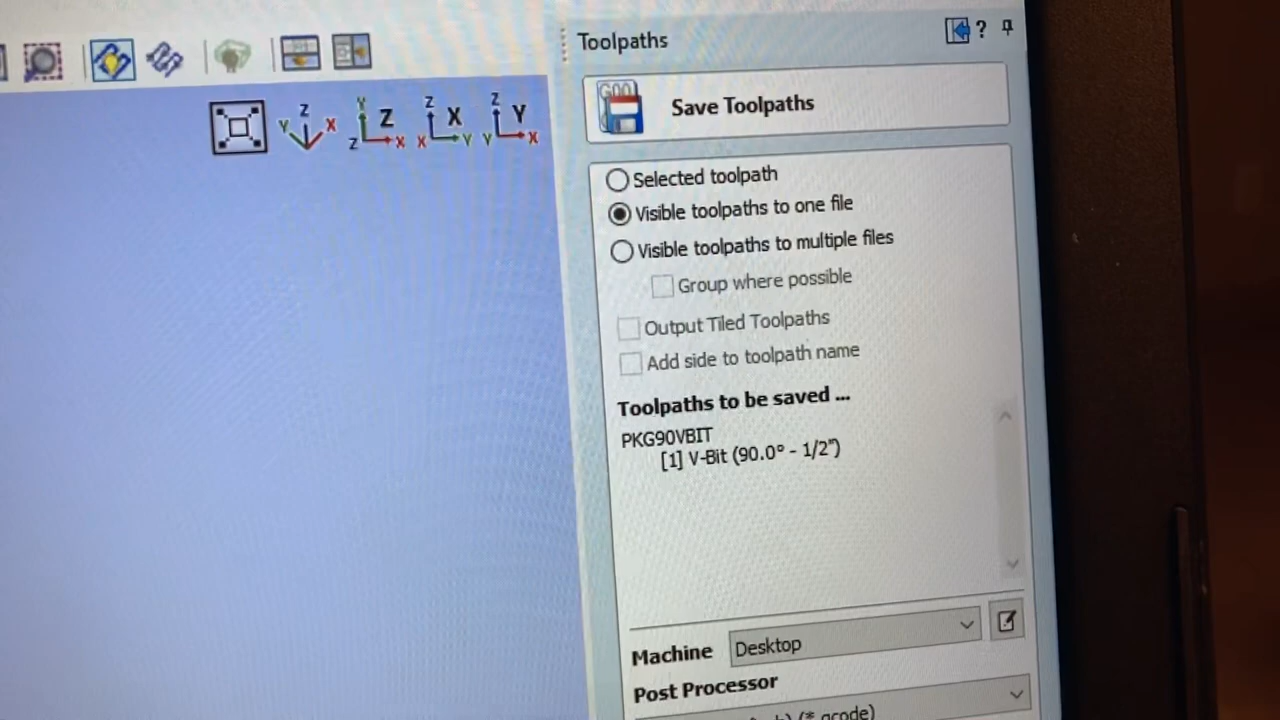 Toolpaths
?
G00
Save Toolpaths
Z Y X
Y Z Z X
Z X X Y
Z Y Y X
Selected toolpath
Visible toolpaths to one file
Visible toolpaths to multiple files
Group where possible
Output Tiled Toolpaths
Add side to toolpath name
Toolpaths to be saved ...
PKG90VBIT
[1] V-Bit (90.0° - 1/2")
Machine Desktop
Post Processor
(*.gcode)